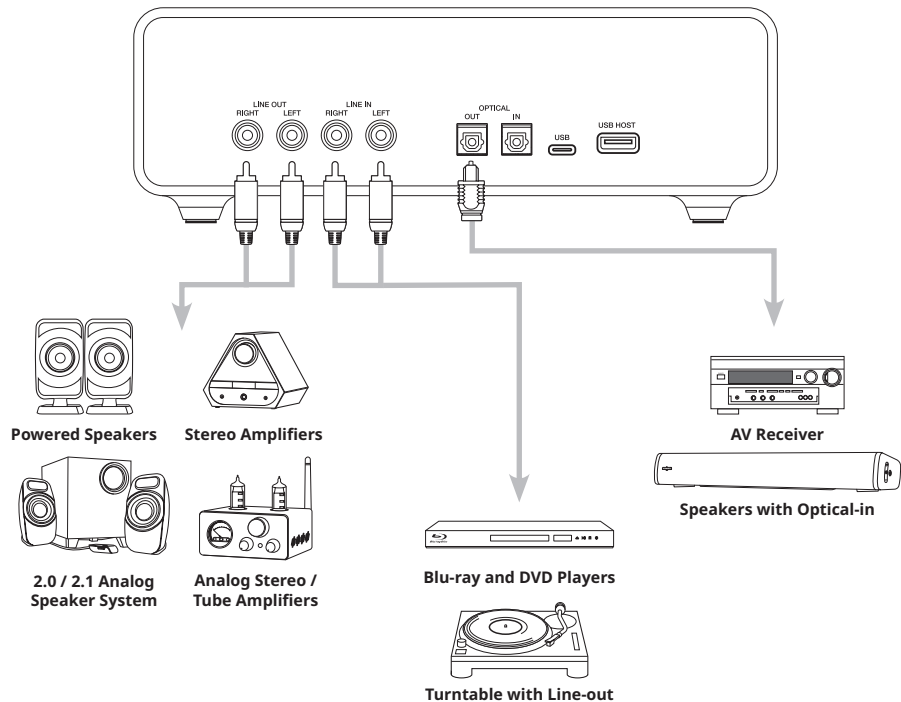 LINE OUT
RIGHT LEFT
LINE IN
RIGHT LEFT
OPTICAL
OUT IN
USB
USB HOST
Powered Speakers
Stereo Amplifiers
2.0 / 2.1 Analog
Speaker System
Analog Stereo /
Tube Amplifiers
Blu-ray and DVD Players
Turntable with Line-out
AV Receiver
Speakers with Optical-in